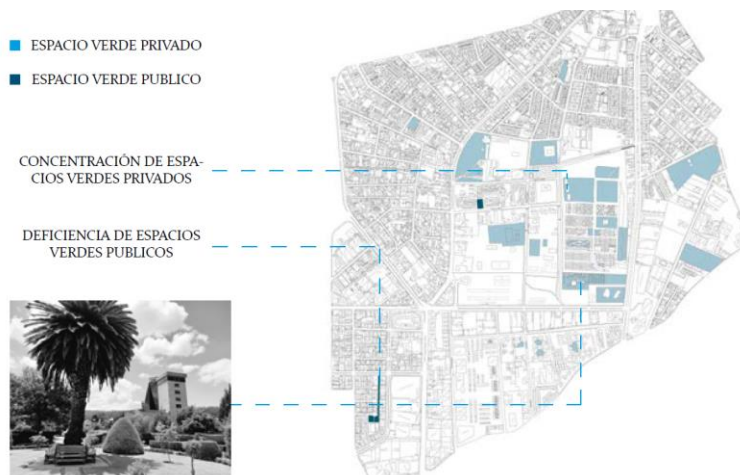 ESPACIO VERDE PRIVADO
ESPACIO VERDE PUBLICO
CONCENTRACIÓN DE ESPA-
CIOS VERDES PRIVADOS
DEFICIENCIA DE ESPACIOS
VERDES PUBLICOS